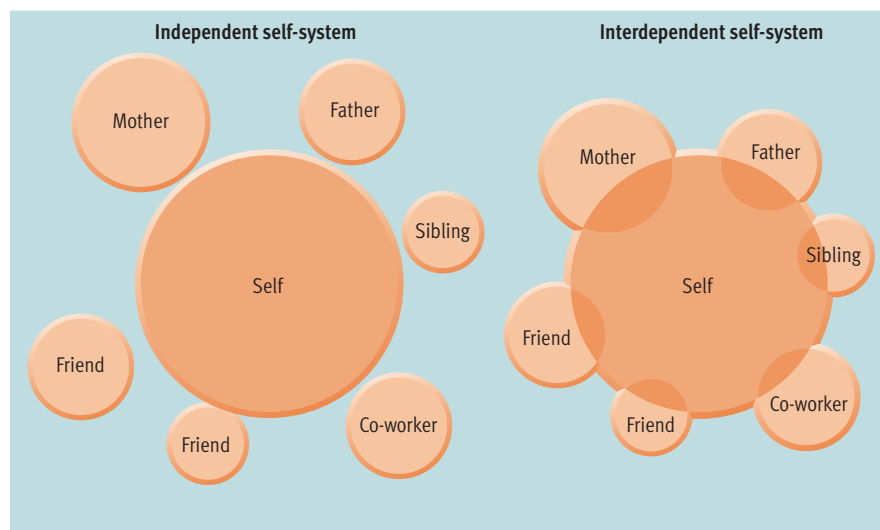 Independent self-system
Mother
Father
Sibling
Self
Friend
Friend
Co-worker
Interdependent self-system
Mother
Father
Sibling
Self
Friend
Friend
Co-worker